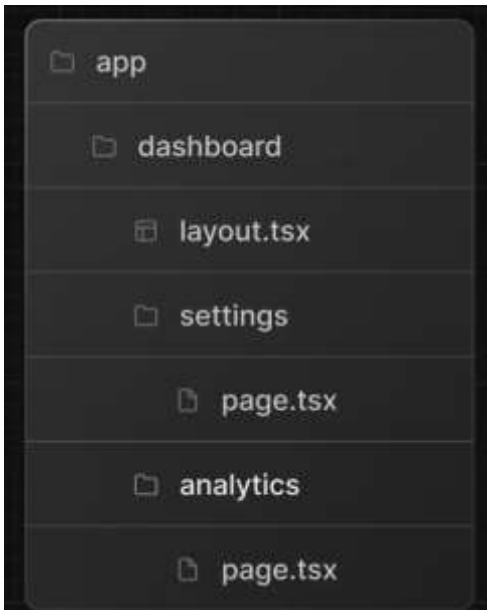 app
dashboard
layout.tsx
settings
page.tsx
analytics
page.tsx